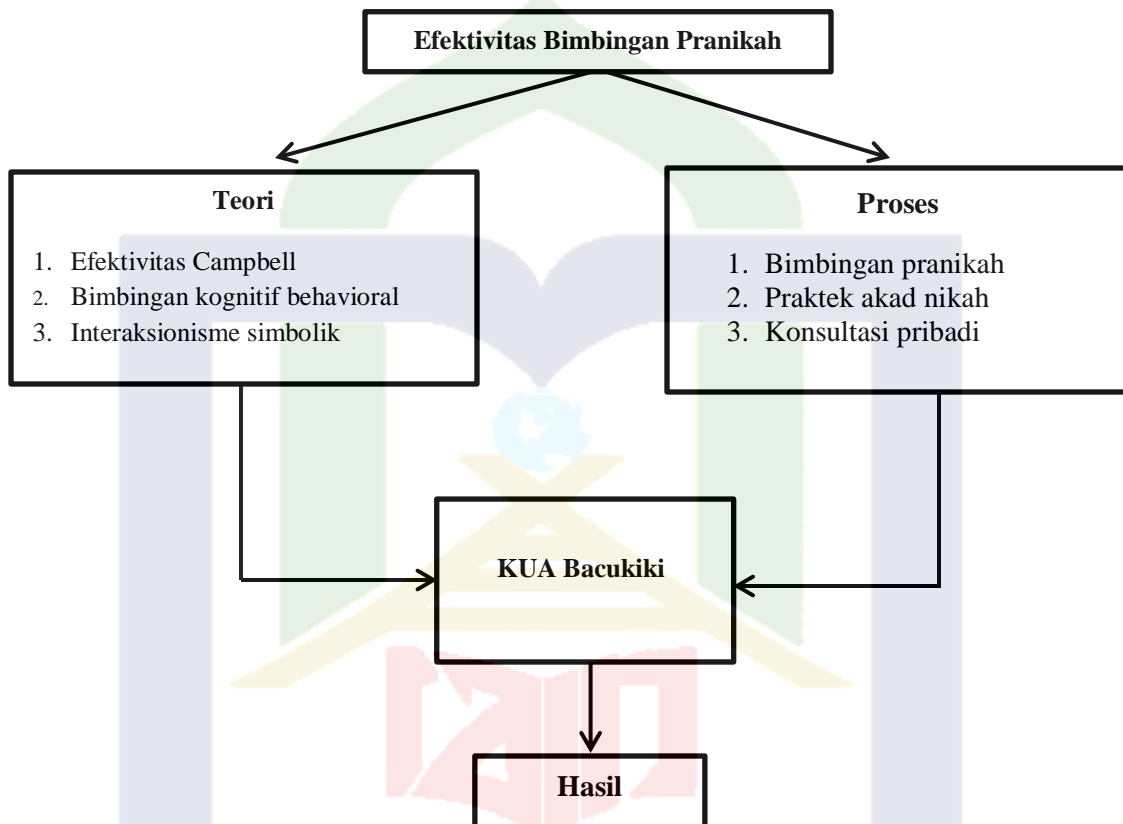 Efektivitas Bimbingan Pranikah
Teori
1. Efektivitas Campbell
2. Bimbingan kognitif behavioral
3. Interaksionisme simbolik
Proses
1. Bimbingan pranikah
2. Praktek akad nikah
3. Konsultasi pribadi
KUA Bacukiki
Hasil